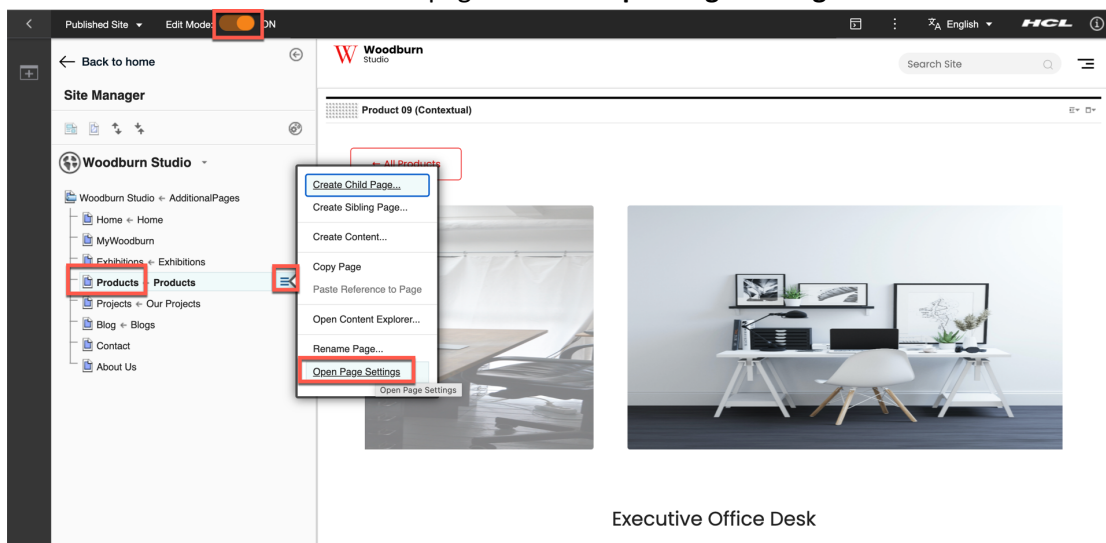 Published Site
Edit Mode:
ON
English
HCL
Back to home
Woodburn
Studio
Search Site
Site Manager
Product 09 (Contextual)
Woodburn Studio
← All Products
Create Child Page...
Woodburn Studio ← AdditionalPages
Create Sibling Page...
Home ← Home
MyWoodburn
Create Content...
Exhibitions ← Exhibitions
Copy Page
Products ← Products
Paste Reference to Page
Projects ← Our Projects
Open Content Explorer...
Blog ← Blogs
Contact
Rename Page...
About Us
Open Page Settings
Open Page Settings
Executive Office Desk